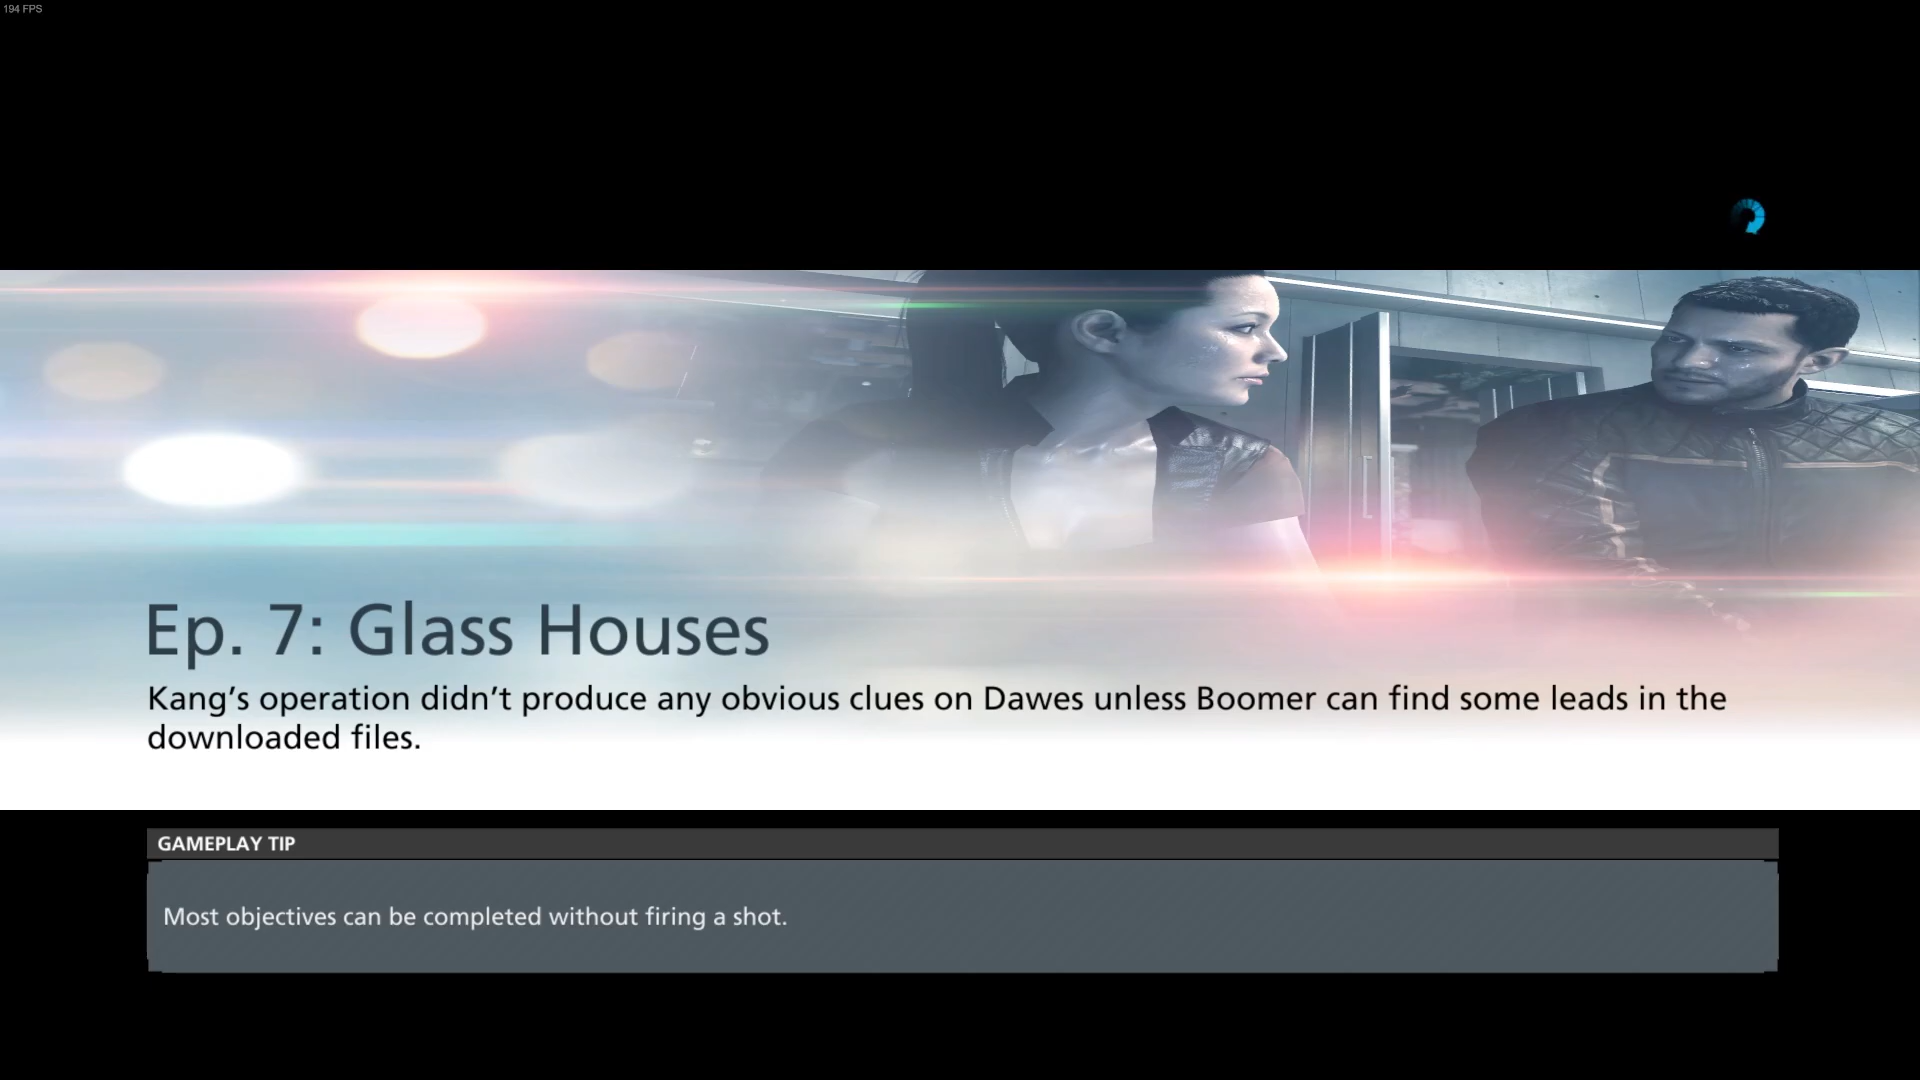 194 FPS
Ep. 7: Glass Houses
Kang’s operation didn’t produce any obvious clues on Dawes unless Boomer can find some leads in the
downloaded files.
GAMEPLAY TIP
Most objectives can be completed without firing a shot.